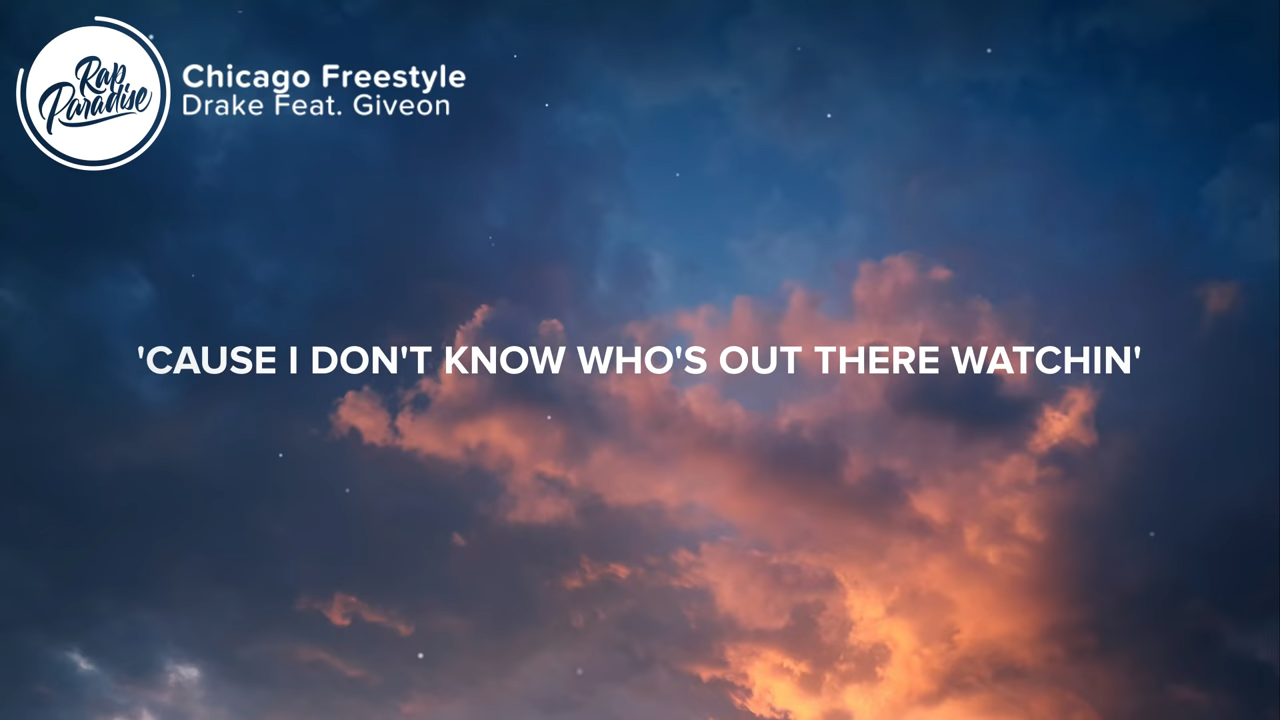 Rap
Paradise
Chicago Freestyle
Drake Feat. Giveon
'CAUSE I DON'T KNOW WHO'S OUT THERE WATCHIN'